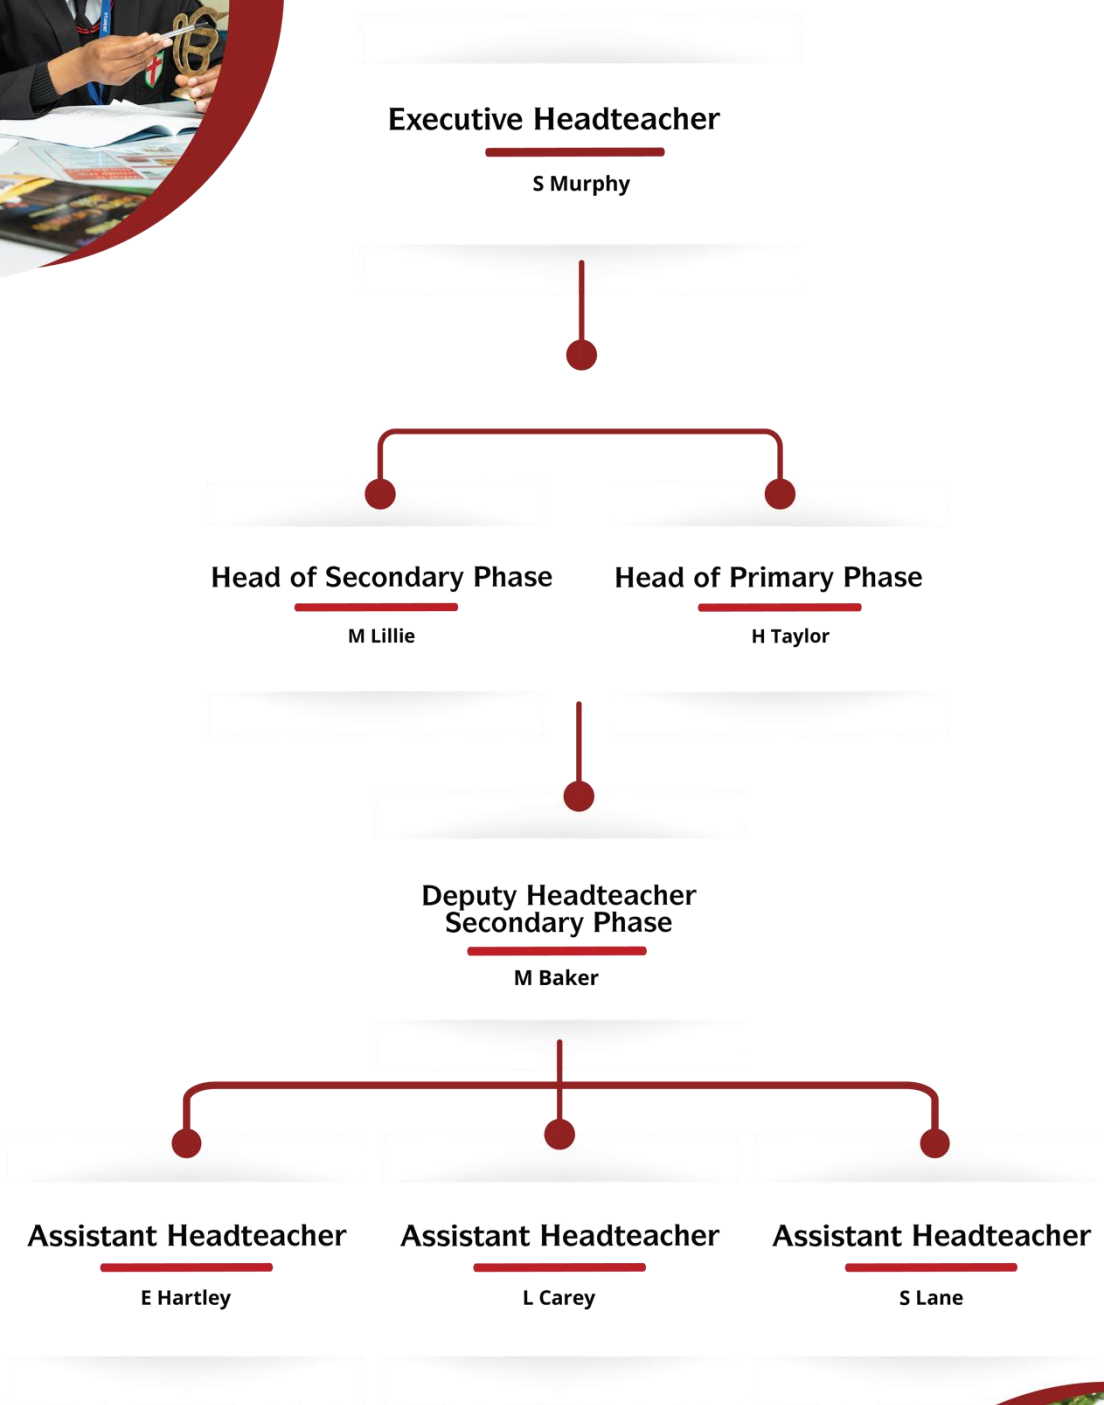 Executive Headteacher
S Murphy
Head of Secondary Phase
M Lillie
Head of Primary Phase
H Taylor
Deputy Headteacher
Secondary Phase
M Baker
Assistant Headteacher
E Hartley
Assistant Headteacher
L Carey
Assistant Headteacher
S Lane